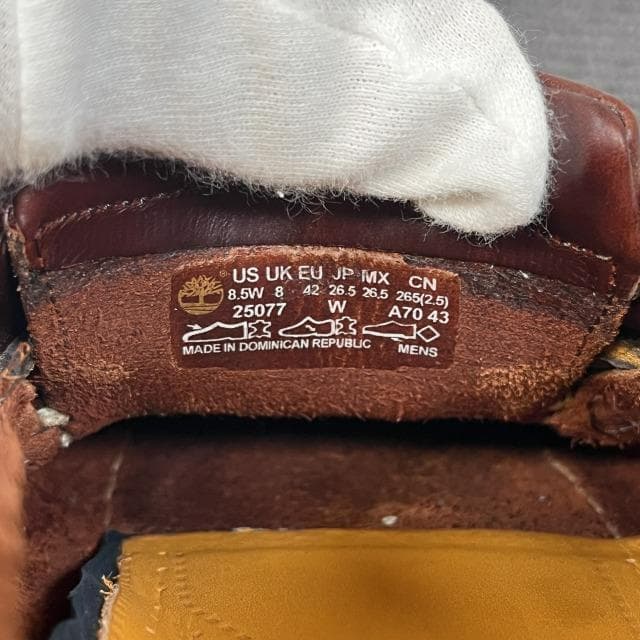 US UK EU JP MX CN
8.5W 8 42 26.5 26.5 265(2.5)
25077 W A70 43
MADE IN DOMINICAN REPUBLIC MENS